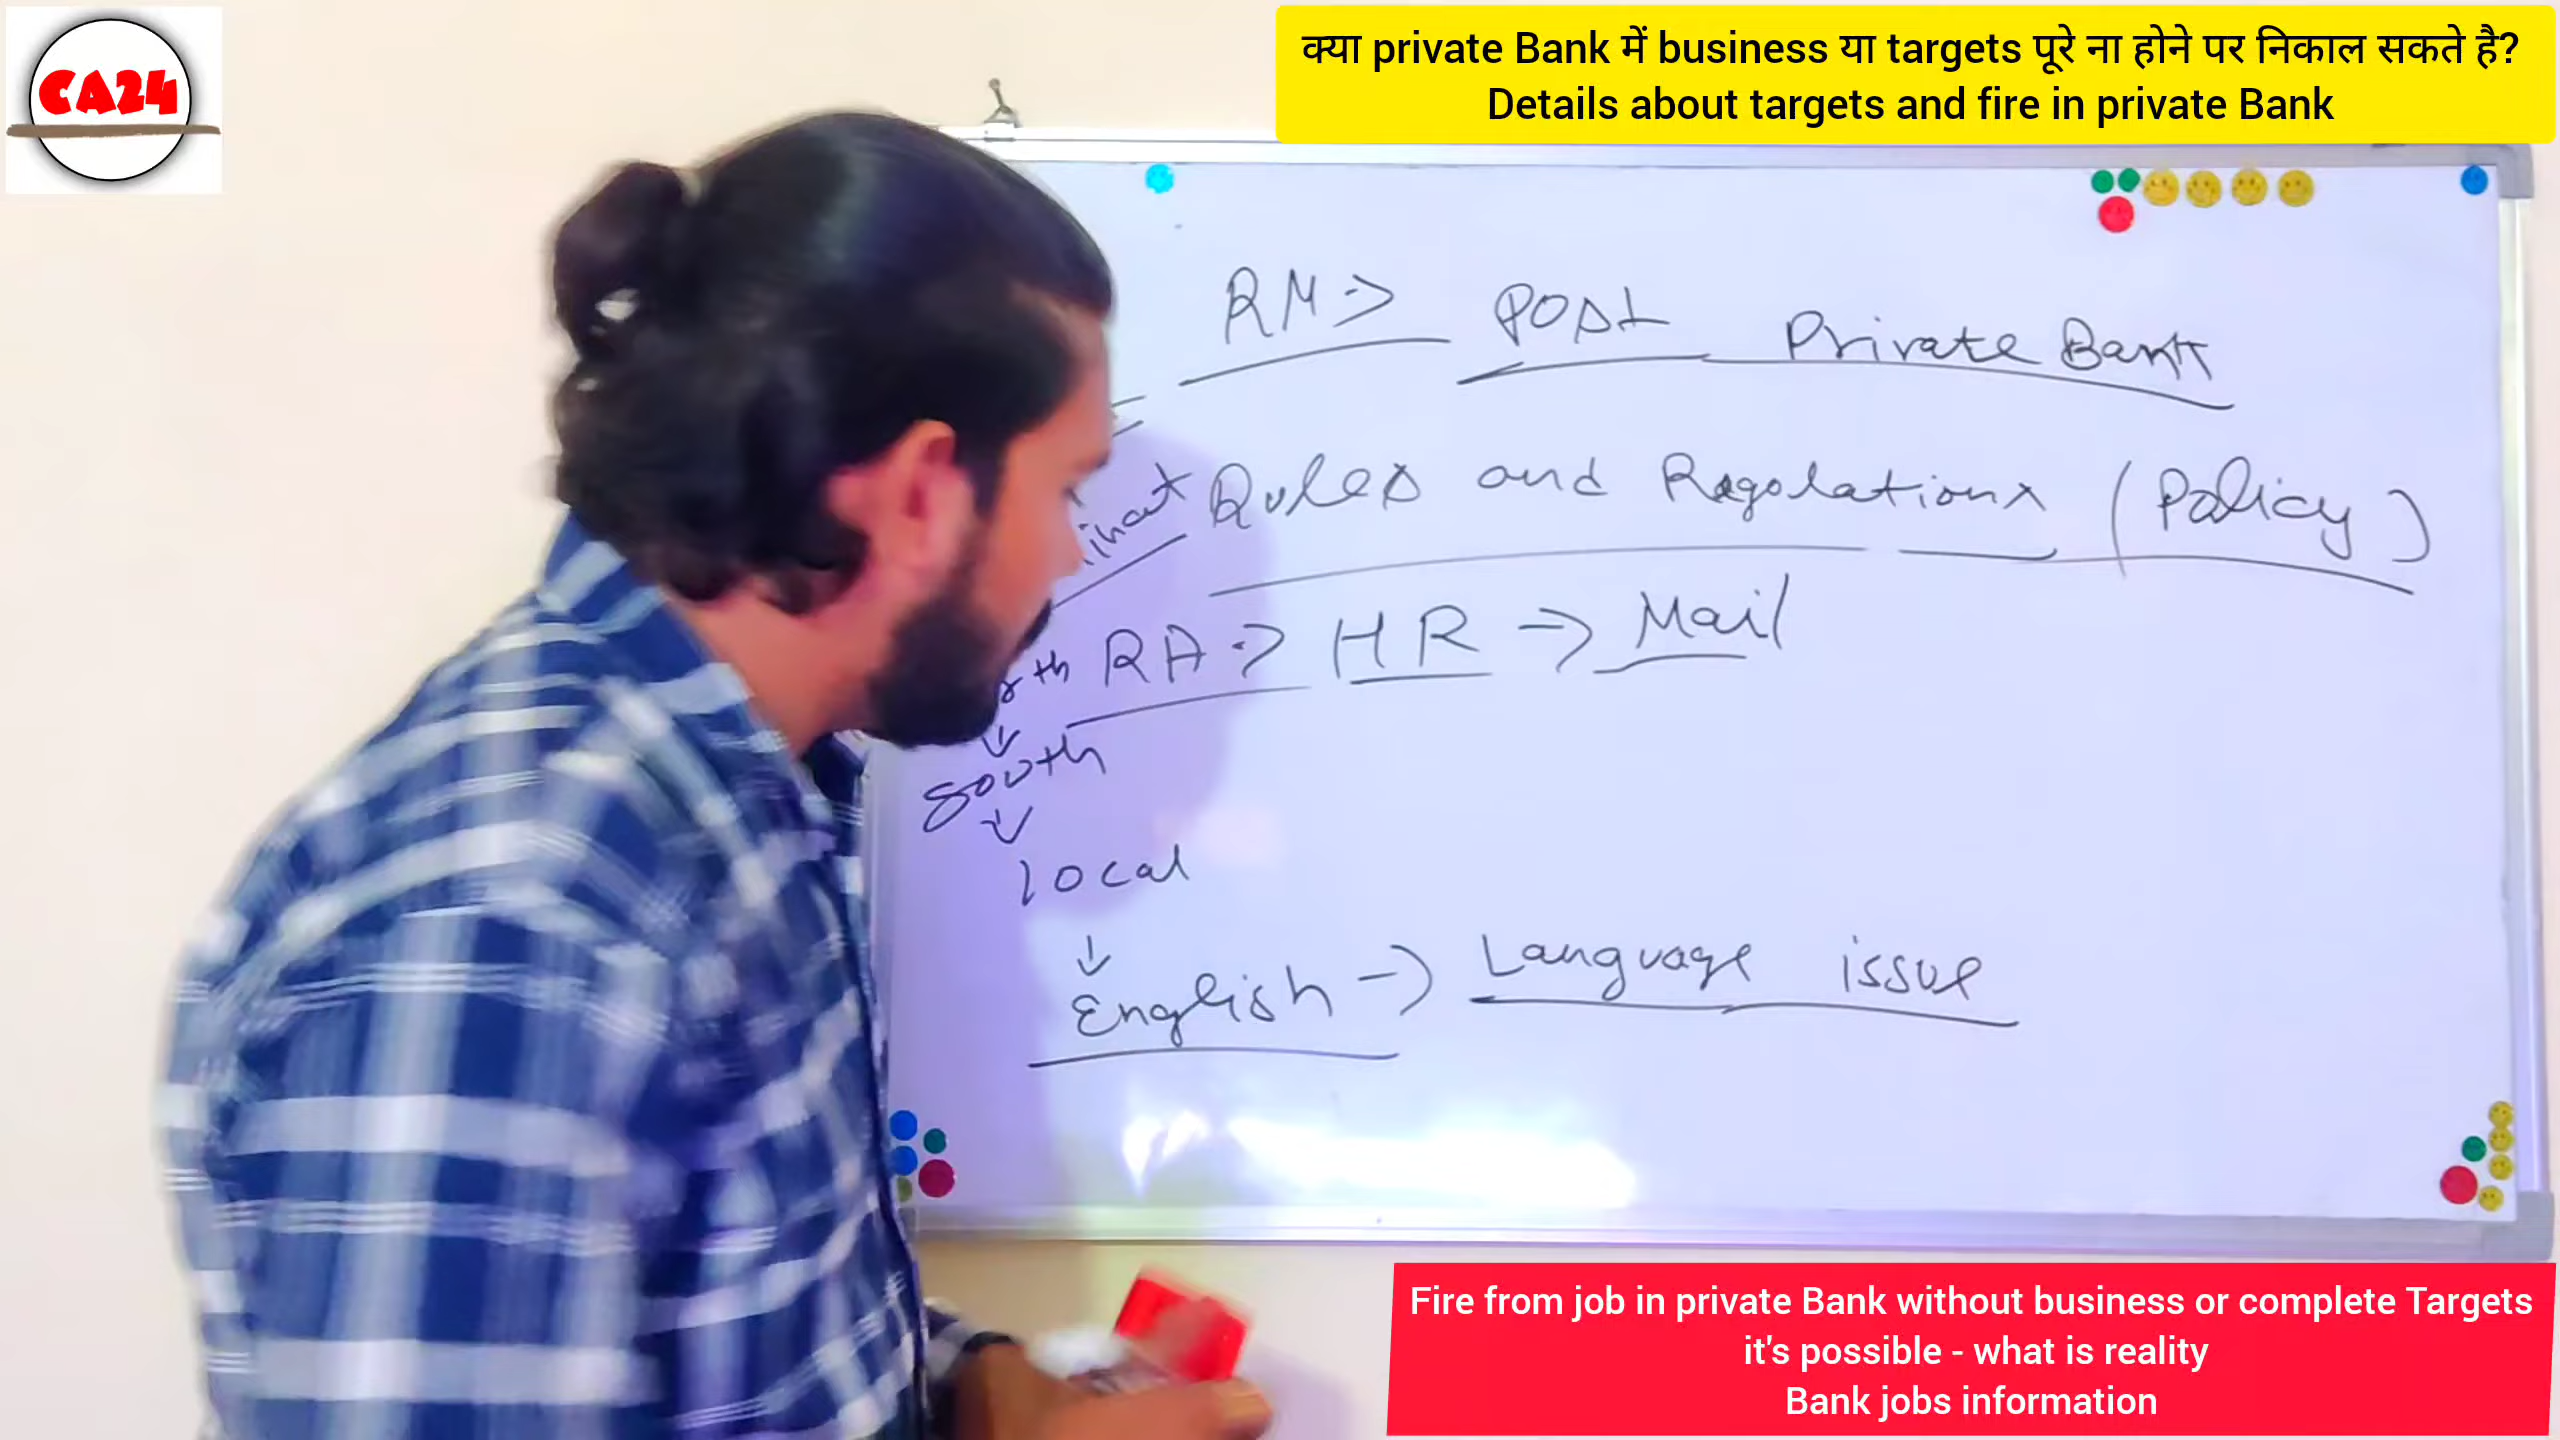 CA24
क्या private Bank में business या targets पूरे ना होने पर निकाल सकते है?
Details about targets and fire in private Bank
RM => POST Private Bank
Rules and Regolations (Policy)
RA => HR => Mail
South
local
English -> Language issue
Fire from job in private Bank without business or complete Targets
it's possible - what is reality
Bank jobs information